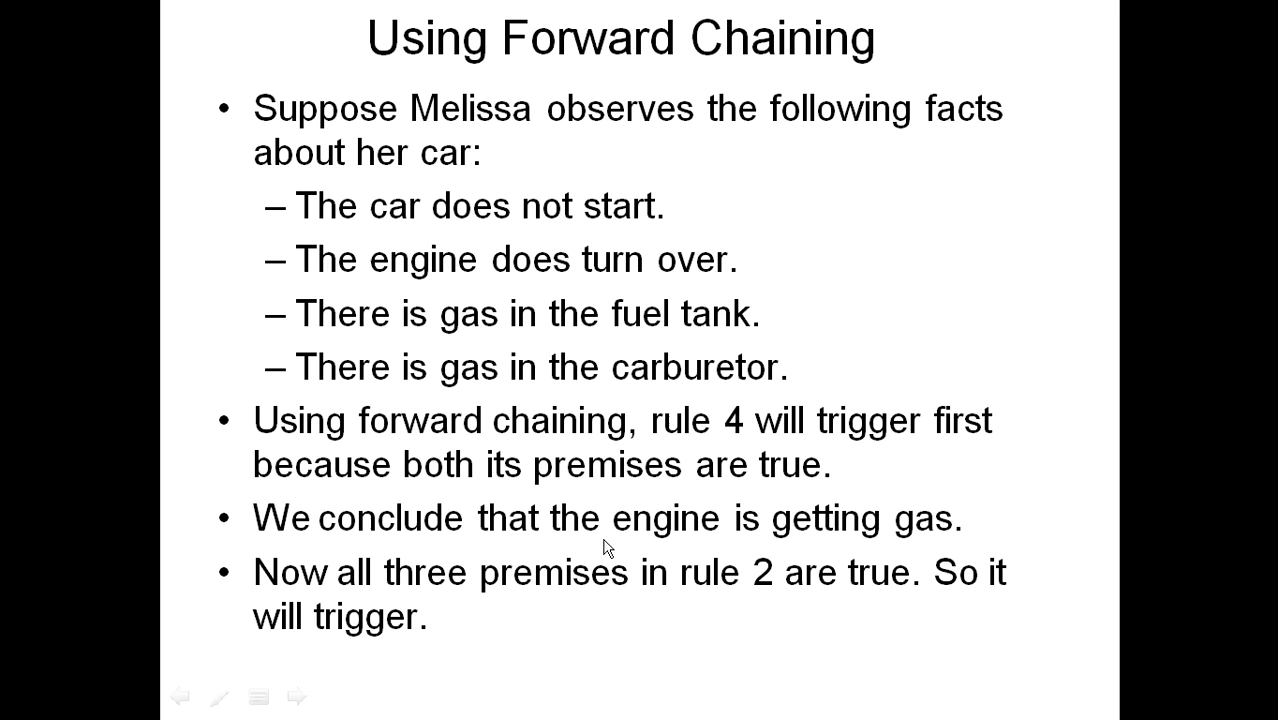 Using Forward Chaining
• Suppose Melissa observes the following facts
about her car:
– The car does not start.
– The engine does turn over.
– There is gas in the fuel tank.
– There is gas in the carburetor.
• Using forward chaining, rule 4 will trigger first
because both its premises are true.
• We conclude that the engine is getting gas.
• Now all three premises in rule 2 are true. So it
will trigger.